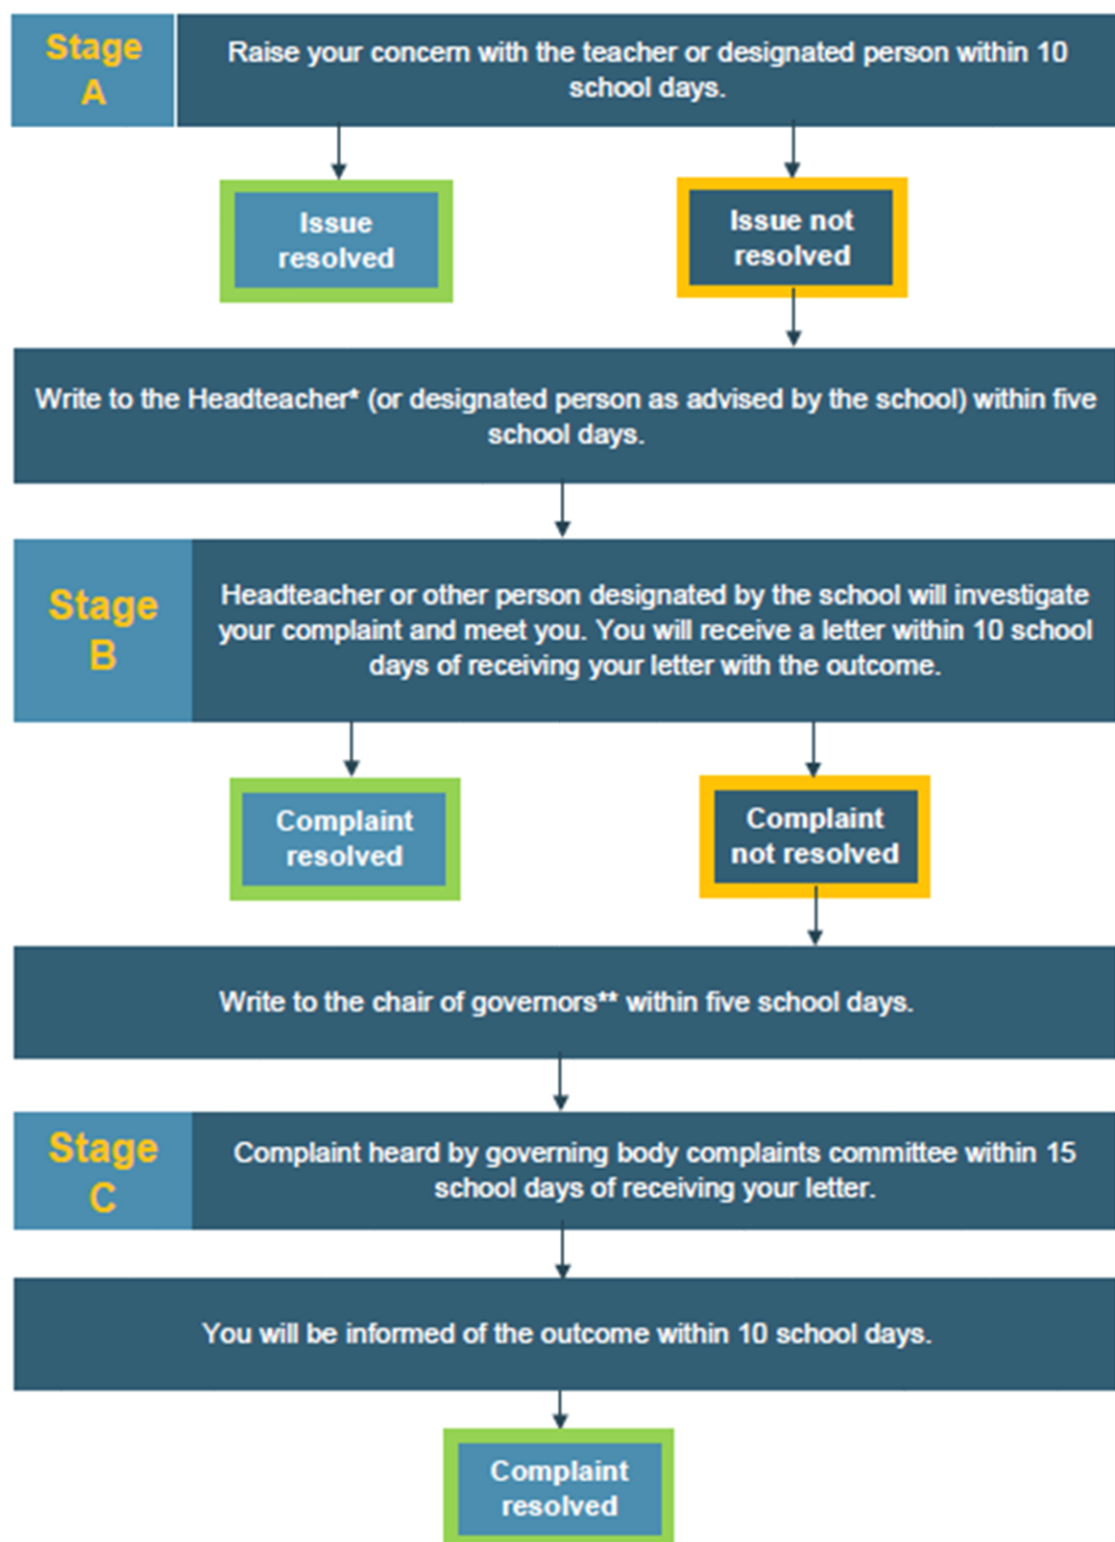 Stage
A
Raise your concern with the teacher or designated person within 10
school days.
Issue
resolved
Issue not
resolved
Write to the Headteacher* (or designated person as advised by the school) within five
school days.
Stage
B
Headteacher or other person designated by the school will investigate
your complaint and meet you. You will receive a letter within 10 school
days of receiving your letter with the outcome.
Complaint
resolved
Complaint
not resolved
Write to the chair of governors** within five school days.
Stage
C
Complaint heard by governing body complaints committee within 15
school days of receiving your letter.
You will be informed of the outcome within 10 school days.
Complaint
resolved